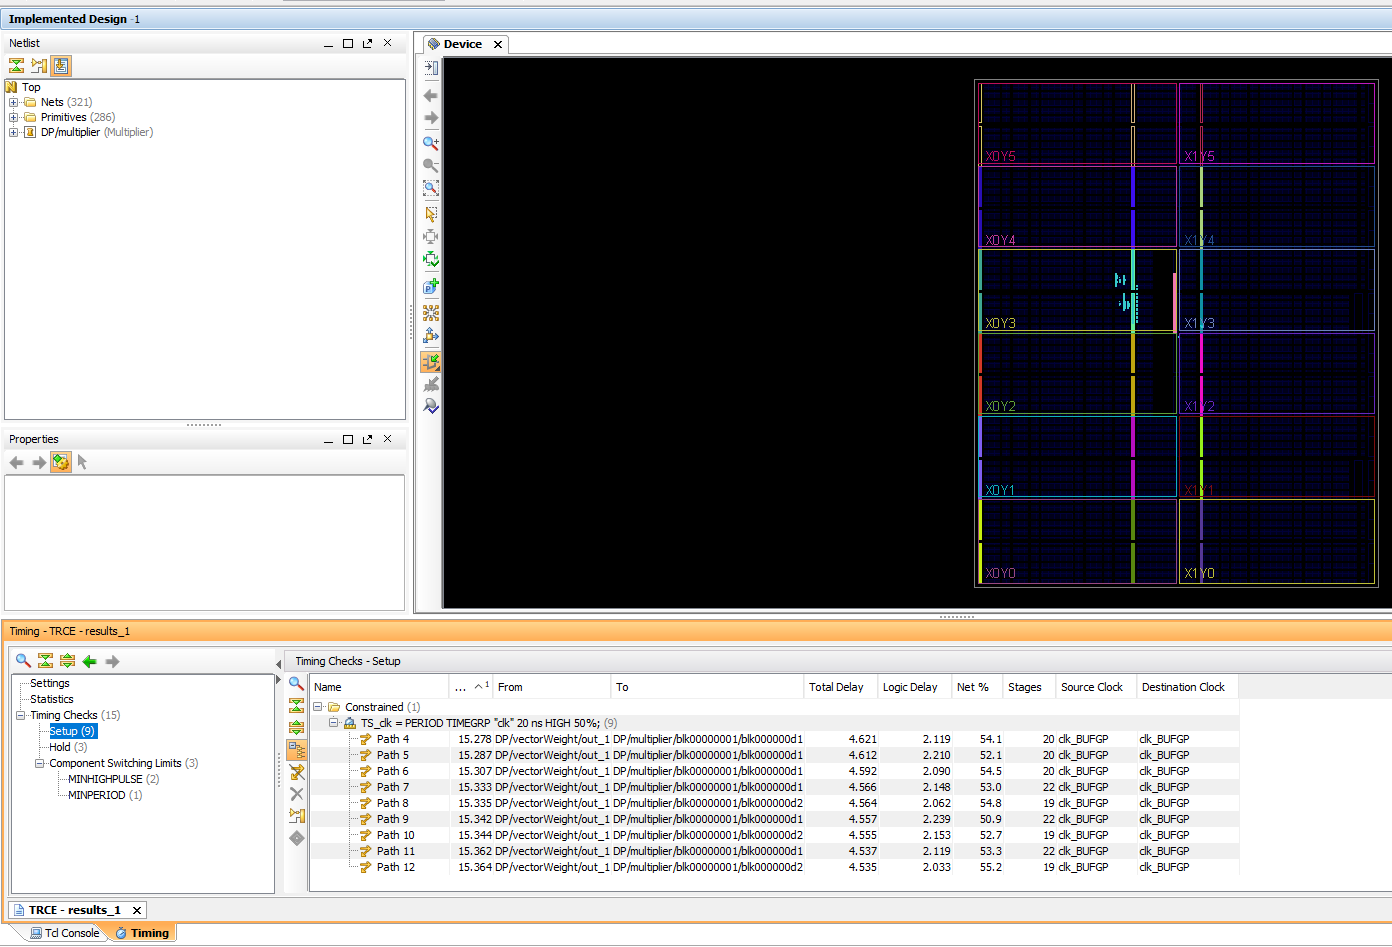 Implemented Design -1
Netlist
Top
Nets (321)
Primitives (286)
DP/multiplier (Multiplier)
Properties
Device
X0Y5 X1Y5
X0Y4 X1Y4
X0Y3 X1Y3
X0Y2 X1Y2
X0Y1 X1Y1
X0Y0 X1Y0
Timing - TRCE - results_1
Settings
Statistics
Timing Checks (15)
Setup (9)
Hold (3)
Component Switching Limits (3)
MINHIGHPULSE (2)
MINPERIOD (1)
Timing Checks - Setup
Name ... 1 From To Total Delay Logic Delay Net % Stages Source Clock Destination Clock
Constrained (1)
TS_clk = PERIOD TIMEGRP "clk" 20 ns HIGH 50%; (9)
Path 4 15.278 DP/vectorWeight/out_1 DP/multiplier/blk00000001/blk000000d1 4.621 2.119 54.1 20 clk_BUFGP clk_BUFGP
Path 5 15.287 DP/vectorWeight/out_1 DP/multiplier/blk00000001/blk000000d1 4.612 2.210 52.1 20 clk_BUFGP clk_BUFGP
Path 6 15.307 DP/vectorWeight/out_1 DP/multiplier/blk00000001/blk000000d1 4.592 2.090 54.5 20 clk_BUFGP clk_BUFGP
Path 7 15.333 DP/vectorWeight/out_1 DP/multiplier/blk00000001/blk000000d1 4.566 2.148 53.0 22 clk_BUFGP clk_BUFGP
Path 8 15.335 DP/vectorWeight/out_1 DP/multiplier/blk00000001/blk000000d2 4.564 2.062 54.8 19 clk_BUFGP clk_BUFGP
Path 9 15.342 DP/vectorWeight/out_1 DP/multiplier/blk00000001/blk000000d1 4.557 2.239 50.9 22 clk_BUFGP clk_BUFGP
Path 10 15.344 DP/vectorWeight/out_1 DP/multiplier/blk00000001/blk000000d2 4.555 2.153 52.7 19 clk_BUFGP clk_BUFGP
Path 11 15.362 DP/vectorWeight/out_1 DP/multiplier/blk00000001/blk000000d1 4.537 2.119 53.3 22 clk_BUFGP clk_BUFGP
Path 12 15.364 DP/vectorWeight/out_1 DP/multiplier/blk00000001/blk000000d2 4.535 2.033 55.2 19 clk_BUFGP clk_BUFGP
TRCE - results_1
Tcl Console Timing